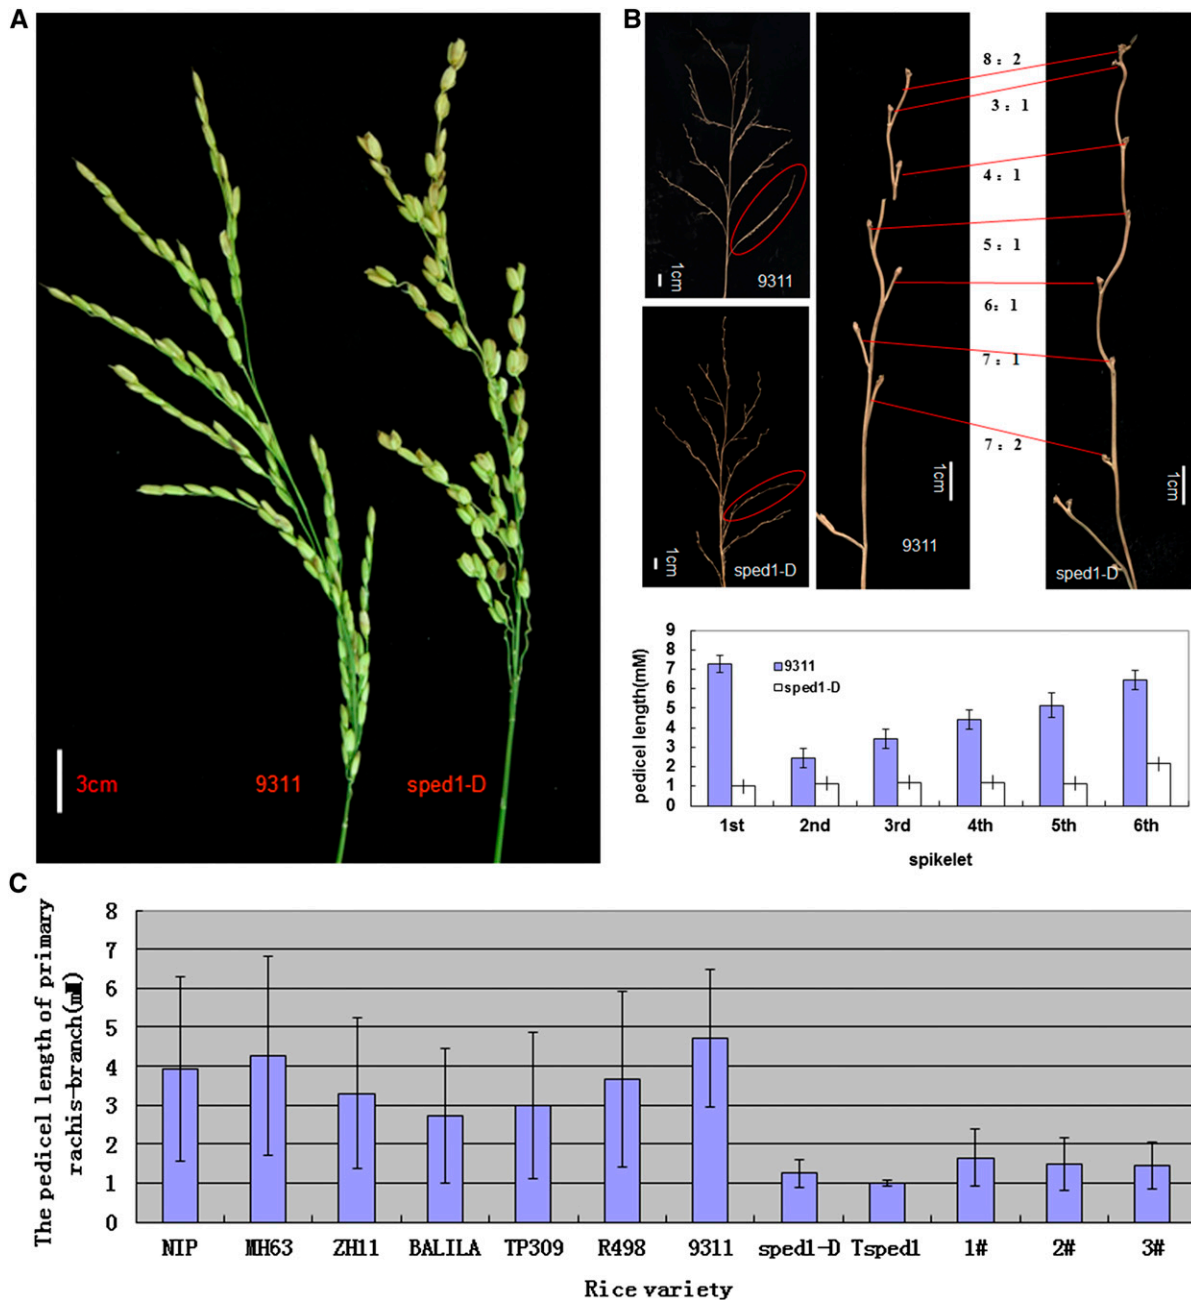 A
3cm
9311
sped1-D
B
1cm
9311
1cm
sped1-D
9311
1cm
8: 2
3: 1
4: 1
5: 1
6: 1
7: 1
7: 2
1cm
sped1-D
pedicel length(mM)
9
8
7
6
5
4
3
2
1
0
9311
sped1-D
1st 2nd 3rd 4th 5th 6th
spikelet
C
The pedicel length of primary
rachis-branch(mM)
8
7
6
5
4
3
2
1
0
NIP MH63 ZH11 BALILA TP309 R498 9311 sped1-D Tsped1 1# 2# 3#
Rice variety